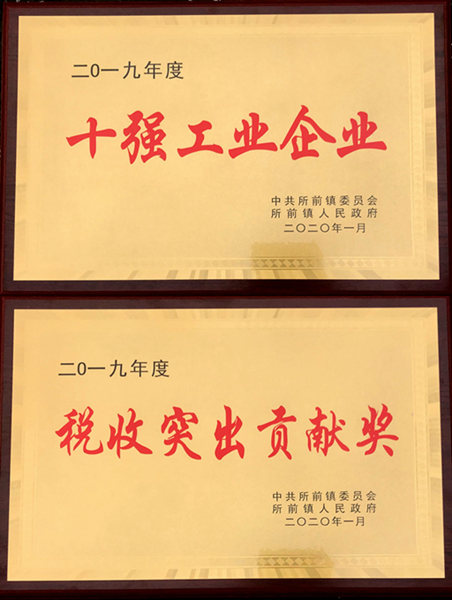 二〇一九年度
十强工业企业
中共所前镇委员会
所前镇人民政府
二〇二〇年一月
二〇一九年度
税收突出贡献奖
中共所前镇委员会
所前镇人民政府
二〇二〇年一月